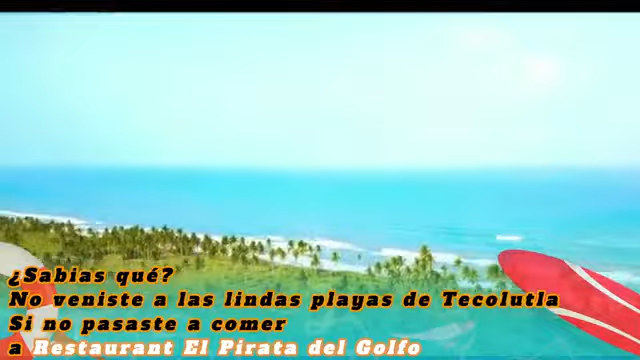 ¿Sabias qué?
No veniste a las lindas playas de Tecolutla
Si no pasaste a comer
a Restaurant El Pirata del Golfo